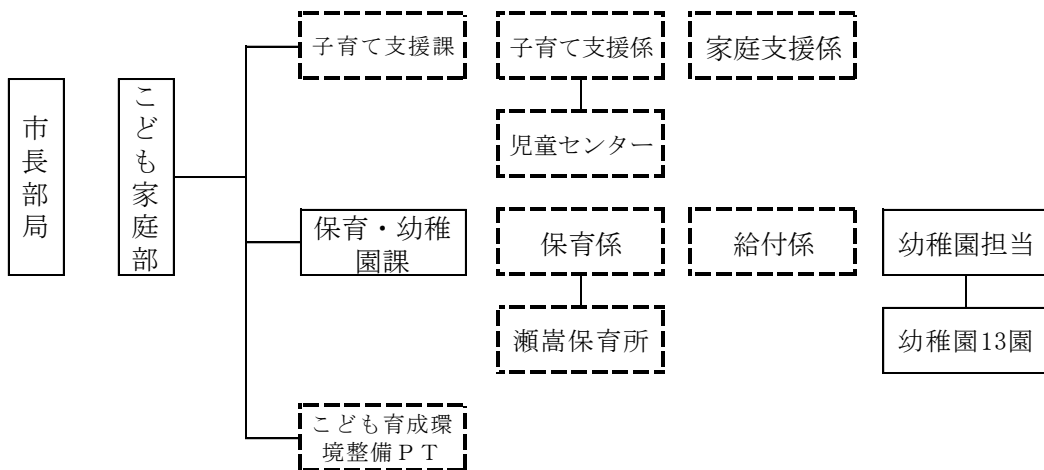 市長部局
こども家庭部
子育て支援課
子育て支援係
家庭支援係
児童センター
保育・幼稚
園課
保育係
給付係
幼稚園担当
瀬嵩保育所
幼稚園13園
こども育成環
境整備PT